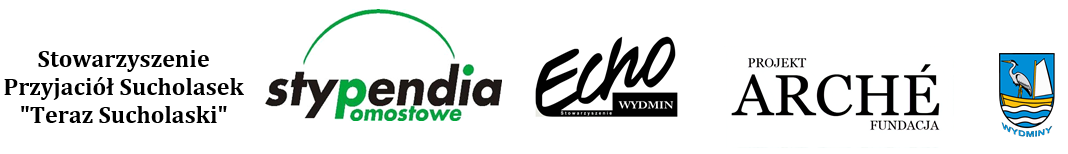 Stowarzyszenie
Przyjaciół Sucholasek
"Teraz Sucholaski"
stypendia
Pomostowe
Echo
WYDMIN
Stowarzyszenie
PROJEKT
ARCHÉ
FUNDACJA
WYDMINY